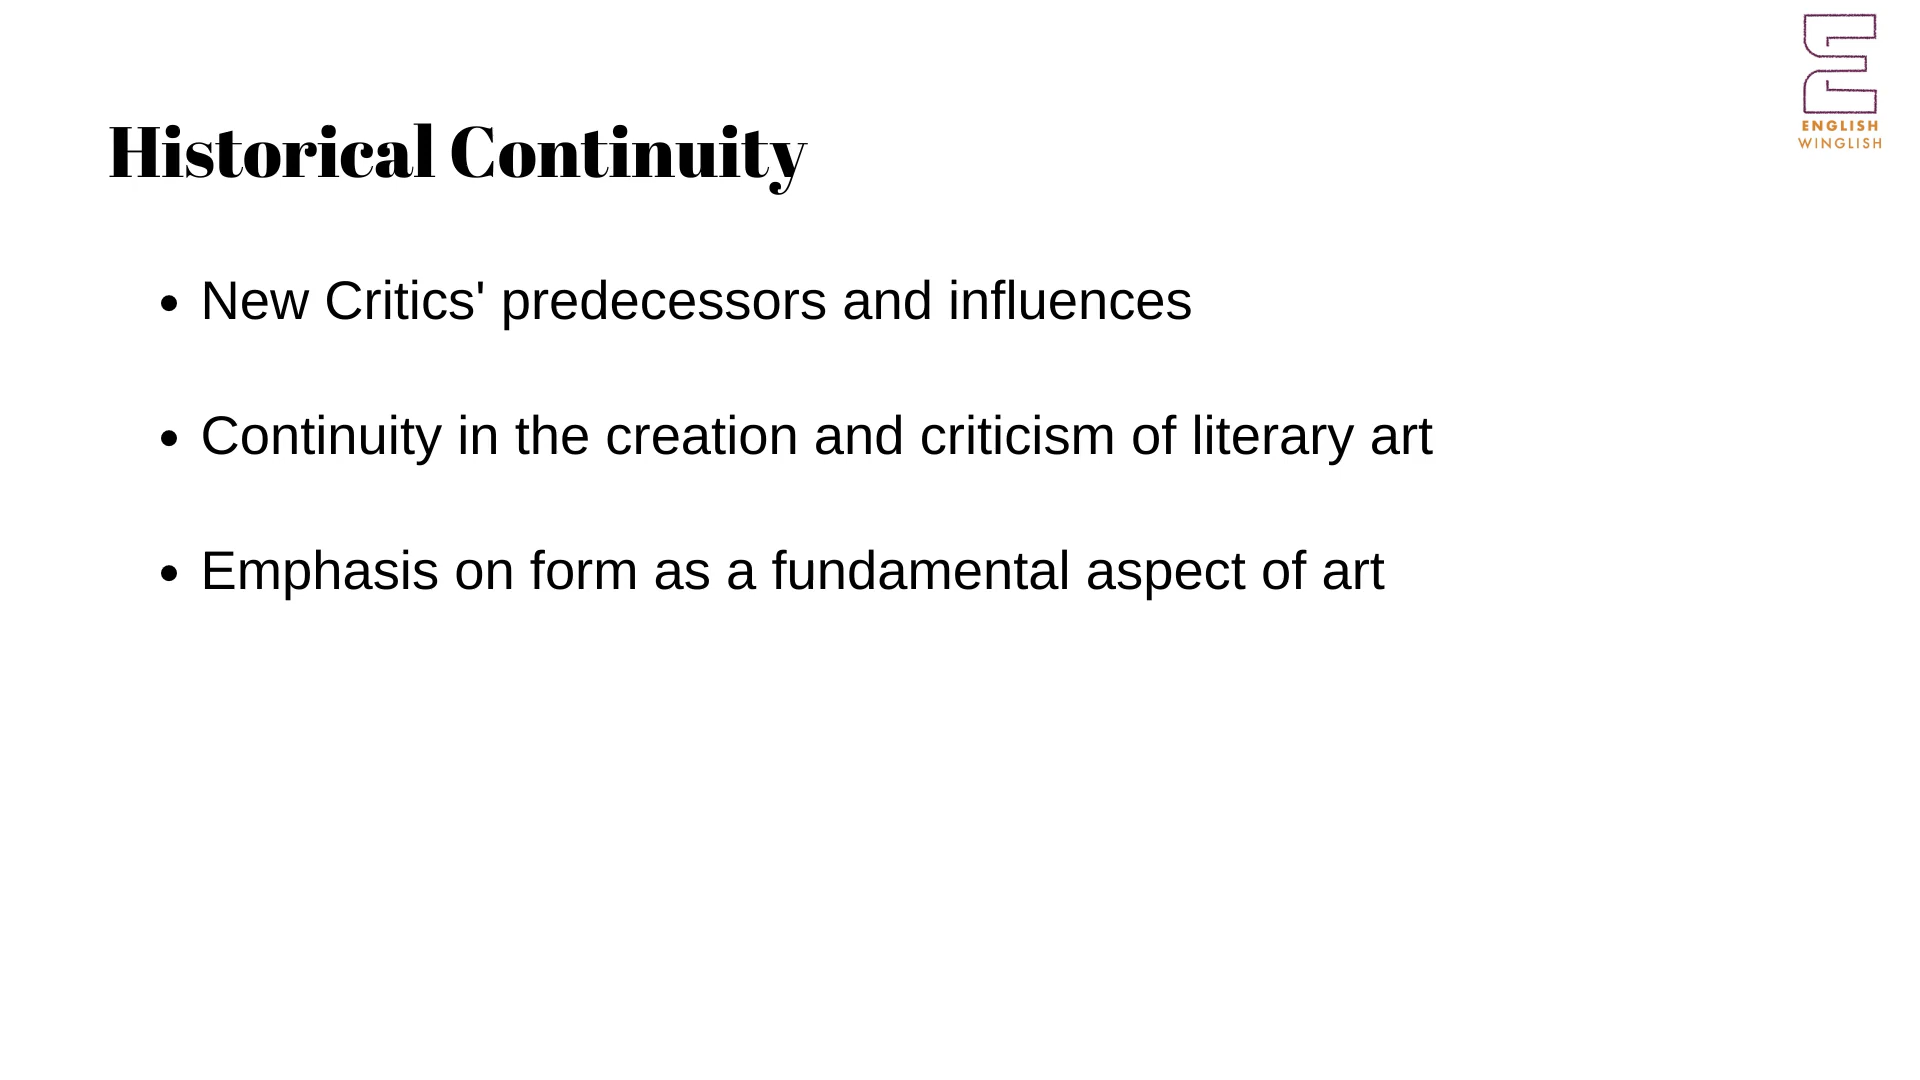 ENGLISH
WINGLISH
Historical Continuity
• New Critics' predecessors and influences
• Continuity in the creation and criticism of literary art
• Emphasis on form as a fundamental aspect of art